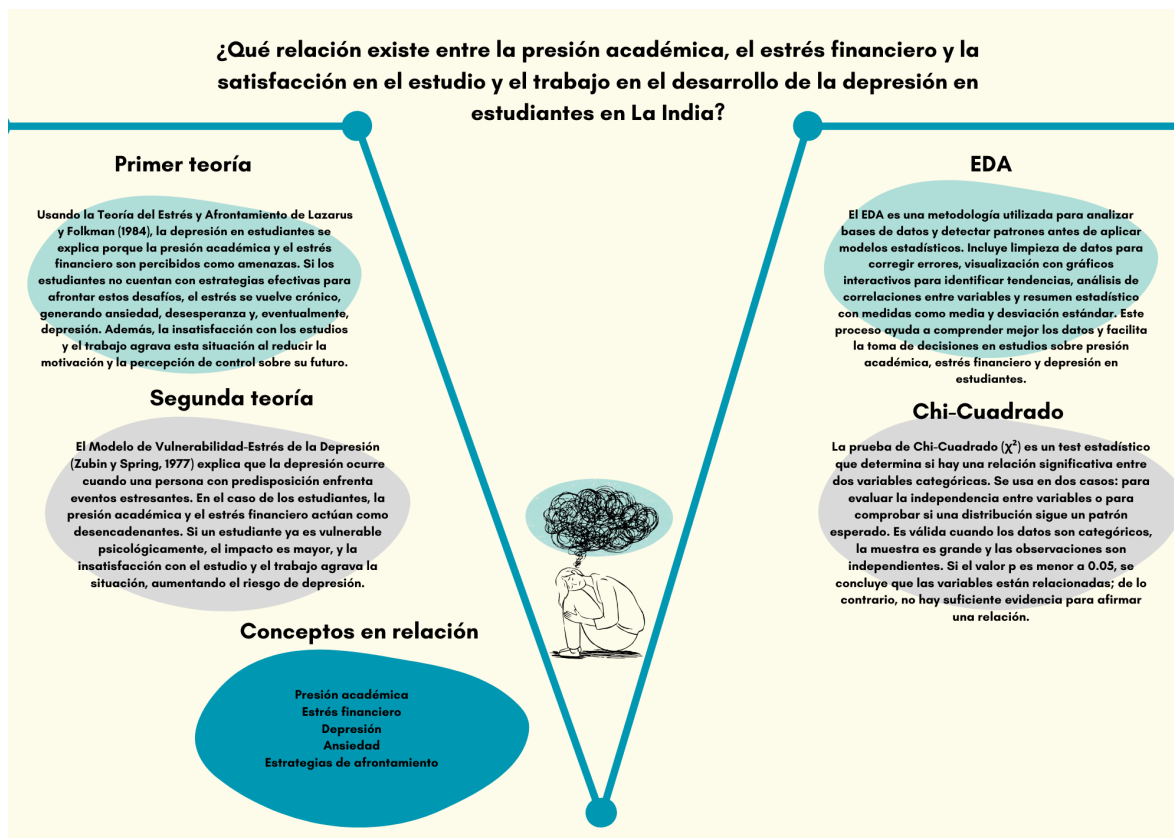 ¿Qué relación existe entre la presión académica, el estrés financiero y la
satisfacción en el estudio y el trabajo en el desarrollo de la depresión en
estudiantes en La India?
Primer teoría
Usando la Teoría del Estrés y Afrontamiento de Lazarus
y Folkman (1984), la depresión en estudiantes se
explica porque la presión académica y el estrés
financiero son percibidos como amenazas. Si los
estudiantes no cuentan con estrategias efectivas para
afrontar estos desafíos, el estrés se vuelve crónico,
generando ansiedad, desesperanza y, eventualmente,
depresión. Además, la insatisfacción con los estudios
y el trabajo agrava esta situación al reducir la
motivación y la percepción de control sobre su futuro.
Segunda teoría
El Modelo de Vulnerabilidad-Estrés de la Depresión
(Zubin y Spring, 1977) explica que la depresión ocurre
cuando una persona con predisposición enfrenta
eventos estresantes. En el caso de los estudiantes, la
presión académica y el estrés financiero actúan como
desencadenantes. Si un estudiante ya es vulnerable
psicológicamente, el impacto es mayor, y la
insatisfacción con el estudio y el trabajo agrava la
situación, aumentando el riesgo de depresión.
Conceptos en relación
Presión académica
Estrés financiero
Depresión
Ansiedad
Estrategias de afrontamiento
EDA
El EDA es una metodología utilizada para analizar
bases de datos y detectar patrones antes de aplicar
modelos estadísticos. Incluye limpieza de datos para
corregir errores, visualización con gráficos
interactivos para identificar tendencias, análisis de
correlaciones entre variables y resumen estadístico
con medidas como media y desviación estándar. Este
proceso ayuda a comprender mejor los datos y facilita
la toma de decisiones en estudios sobre presión
académica, estrés financiero y depresión en
estudiantes.
Chi-Cuadrado
La prueba de Chi-Cuadrado (χ²) es un test estadístico
que determina si hay una relación significativa entre
dos variables categóricas. Se usa en dos casos: para
evaluar la independencia entre variables o para
comprobar si una distribución sigue un patrón
esperado. Es válida cuando los datos son categóricos,
la muestra es grande y las observaciones son
independientes. Si el valor p es menor a 0.05, se
concluye que las variables están relacionadas; de lo
contrario, no hay suficiente evidencia para afirmar
una relación.